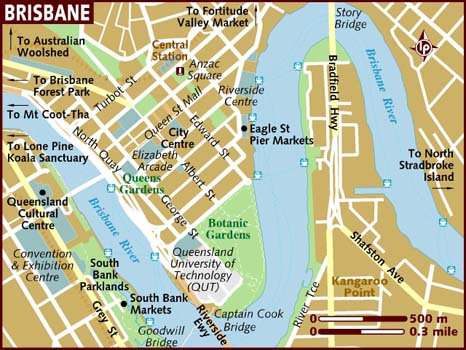 BRISBANE
To Fortitude
Valley Market
Story
Bridge
To Australian
Woolshed
Central
Station
Anzac
Square
lp
To Brisbane
Forest Park
Turbot St
Queen St Mall
Riverside
Centre
Bradfield Hwy
Brisbane River
To Mt Coot-Tha
North Quay
City
Centre
Edward St
Eagle St
Pier Markets
To Lone Pine
Koala Sanctuary
Elizabeth
Arcade
Albert St
To North
Stradbroke
Island
Queens
Gardens
George St
Queensland
Cultural
Centre
Brisbane River
Botanic
Gardens
Convention
& Exhibition
Centre
Queensland
University of
Technology
(QUT)
Shafston Ave
South
Bank
Parklands
Kangaroo
Point
South Bank
Markets
Riverside
Ewy
River Tce
Grey St
Captain Cook
Bridge
Goodwill
Bridge
0
500 m
0
0.3 mile